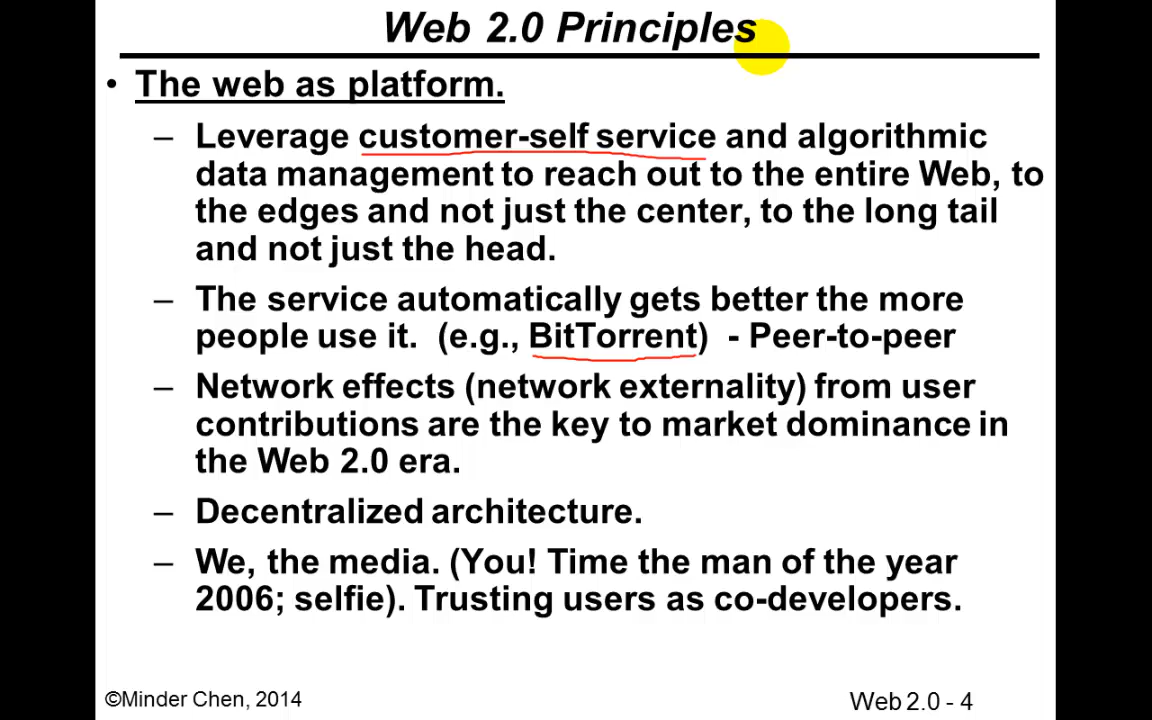 Web 2.0 Principles
• The web as platform.
– Leverage customer-self service and algorithmic
data management to reach out to the entire Web, to
the edges and not just the center, to the long tail
and not just the head.
– The service automatically gets better the more
people use it. (e.g., BitTorrent) - Peer-to-peer
– Network effects (network externality) from user
contributions are the key to market dominance in
the Web 2.0 era.
– Decentralized architecture.
– We, the media. (You! Time the man of the year
2006; selfie). Trusting users as co-developers.
©Minder Chen, 2014
Web 2.0 - 4